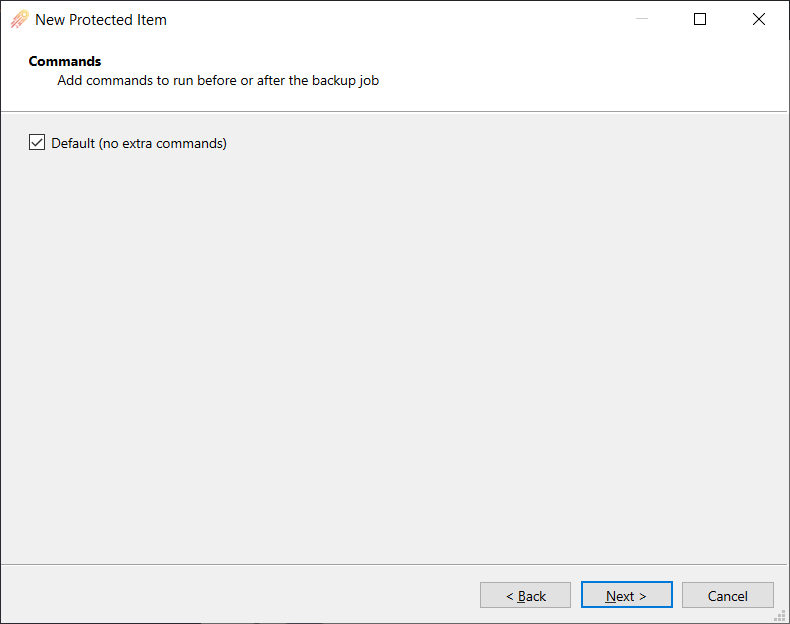 New Protected Item
Commands
Add commands to run before or after the backup job
Default (no extra commands)
< Back
Next >
Cancel